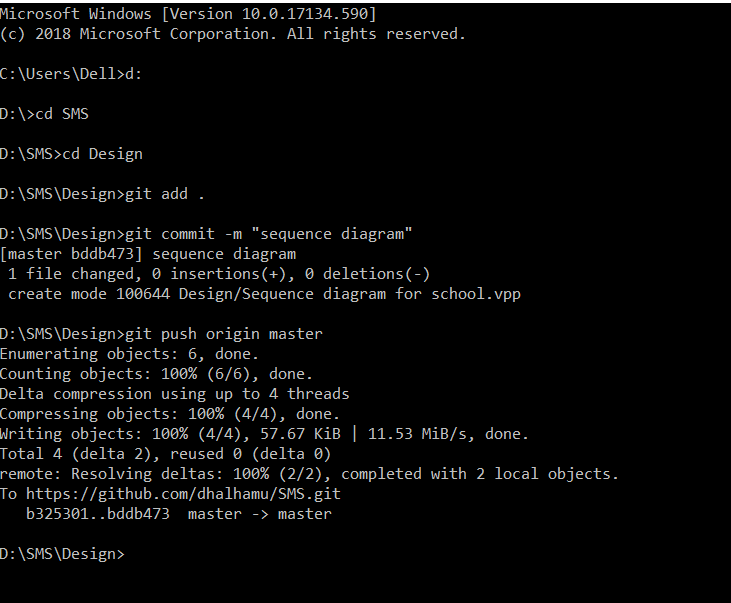 Microsoft Windows [Version 10.0.17134.590]
(c) 2018 Microsoft Corporation. All rights reserved.
C:\Users\Dell>d:
D:\>cd SMS
D:\SMS>cd Design
D:\SMS\Design>git add .
D:\SMS\Design>git commit -m "sequence diagram"
[master bddb473] sequence diagram
 1 file changed, 0 insertions(+), 0 deletions(-)
 create mode 100644 Design/Sequence diagram for school.vpp
D:\SMS\Design>git push origin master
Enumerating objects: 6, done.
Counting objects: 100% (6/6), done.
Delta compression using up to 4 threads
Compressing objects: 100% (4/4), done.
Writing objects: 100% (4/4), 57.67 KiB | 11.53 MiB/s, done.
Total 4 (delta 2), reused 0 (delta 0)
remote: Resolving deltas: 100% (2/2), completed with 2 local objects.
To https://github.com/dhalhamu/SMS.git
   b325301..bddb473  master -> master
D:\SMS\Design>